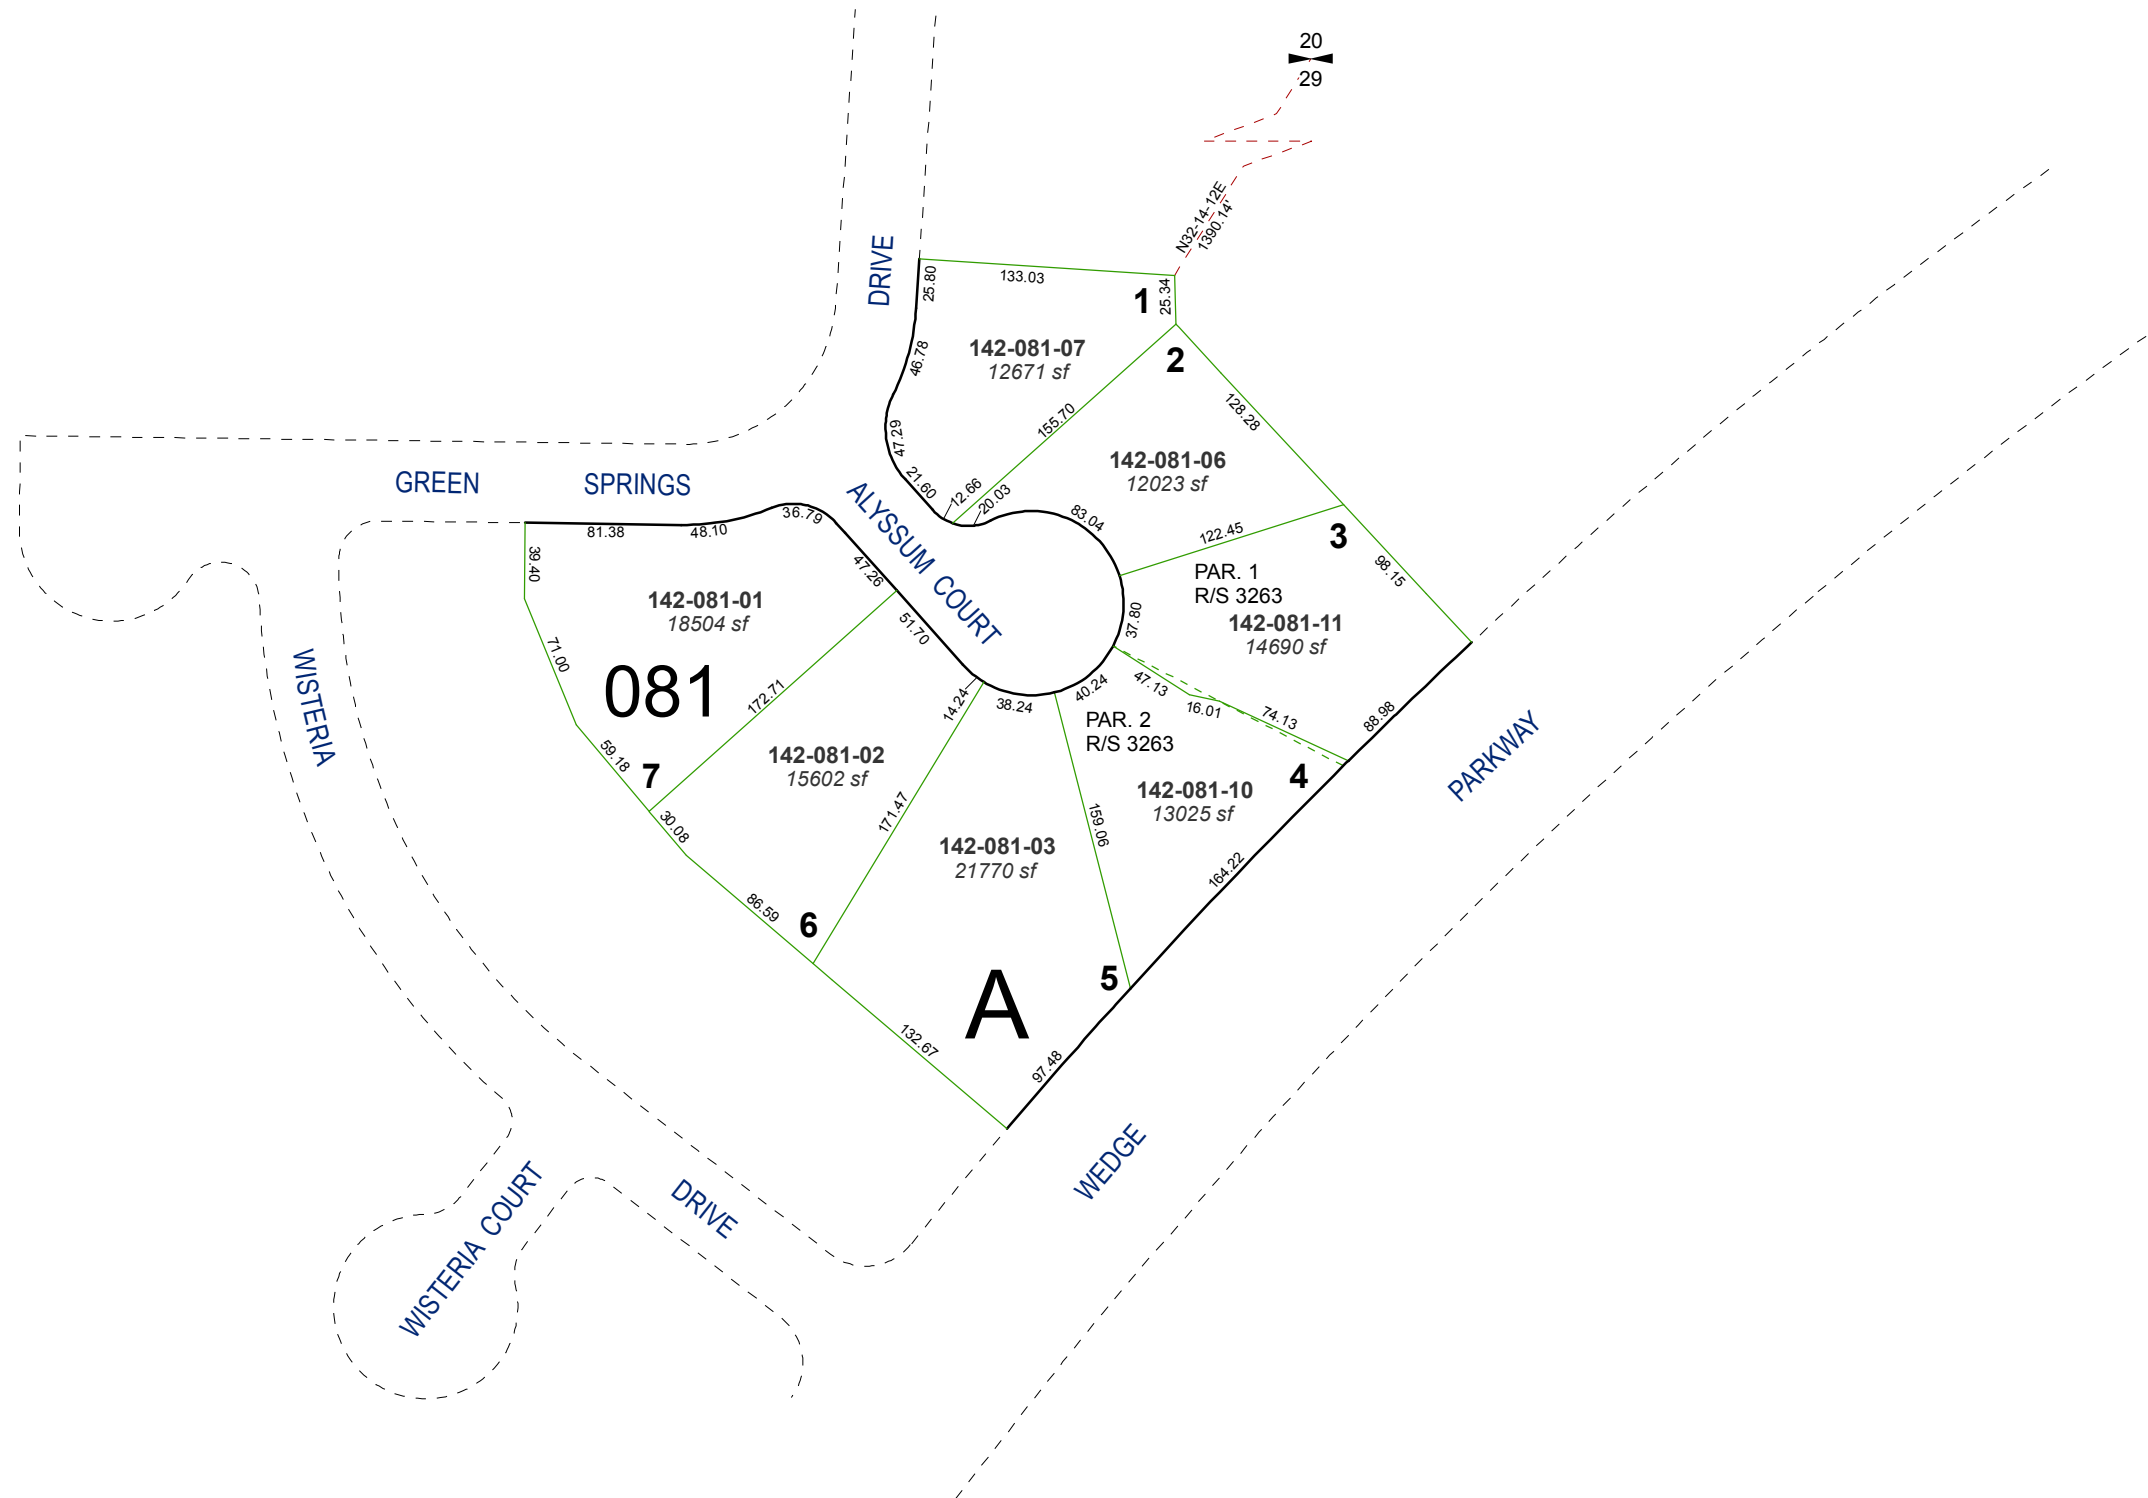 20
29
N32-14-12E
1390.14'
DRIVE
25.80
133.03
25.34
1
142-081-07
12671 sf
46.78
2
47.29
155.70
128.28
21.60
12.66
20.03
142-081-06
12023 sf
83.04
GREEN SPRINGS
ALYSSUM COURT
81.38
48.10
36.79
122.45
3
98.15
39.40
47.26
PAR. 1
R/S 3263
142-081-01
18504 sf
51.70
37.80
142-081-11
14690 sf
71.00
081
172.71
14.24
38.24
40.24
47.13
16.01
74.13
88.98
WISTERIA
PAR. 2
R/S 3263
PARKWAY
59.18
7
142-081-02
15602 sf
4
142-081-10
13025 sf
30.08
171.47
159.06
142-081-03
21770 sf
164.22
86.59
6
A
5
132.67
97.48
WEDGE
DRIVE
WISTERIA COURT